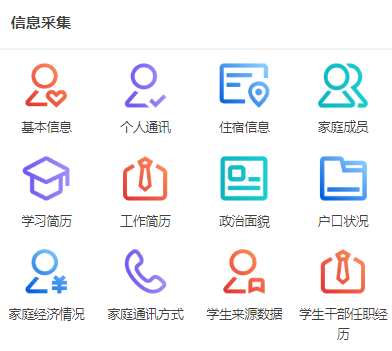 信息采集
基本信息
个人通讯
住宿信息
家庭成员
学习简历
工作简历
政治面貌
户口状况
家庭经济情况
家庭通讯方式
学生来源数据
学生干部任职经
历